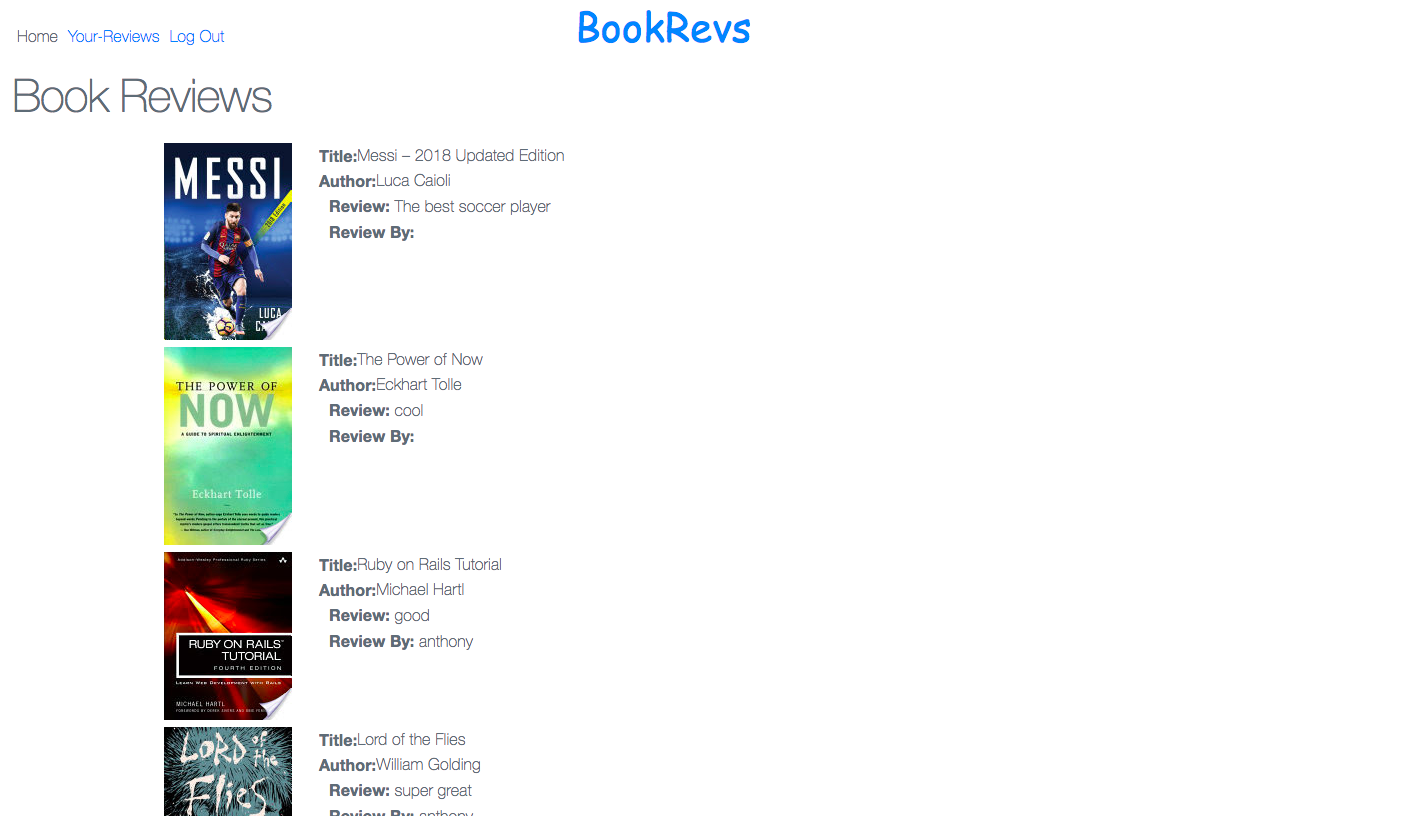 BookRevs
Home Your-Reviews Log Out
Book Reviews
MESSI
2018 Edition
LUCA
Title:Messi – 2018 Updated Edition
Author:Luca Caioli
Review: The best soccer player
Review By:
THE POWER OF
NOW
A GUIDE TO SPIRITUAL ENLIGHTENMENT
Eckhart Tolle
Title:The Power of Now
Author:Eckhart Tolle
Review: cool
Review By:
Addison-Wesley Professional Ruby Series
RUBY ON RAILS™
TUTORIAL
FOURTH EDITION
LEARN WEB DEVELOPMENT WITH RAILS
MICHAEL HARTL
Title:Ruby on Rails Tutorial
Author:Michael Hartl
Review: good
Review By: anthony
LORD of the
FLIES
Title:Lord of the Flies
Author:William Golding
Review: super great
Review By: anthony